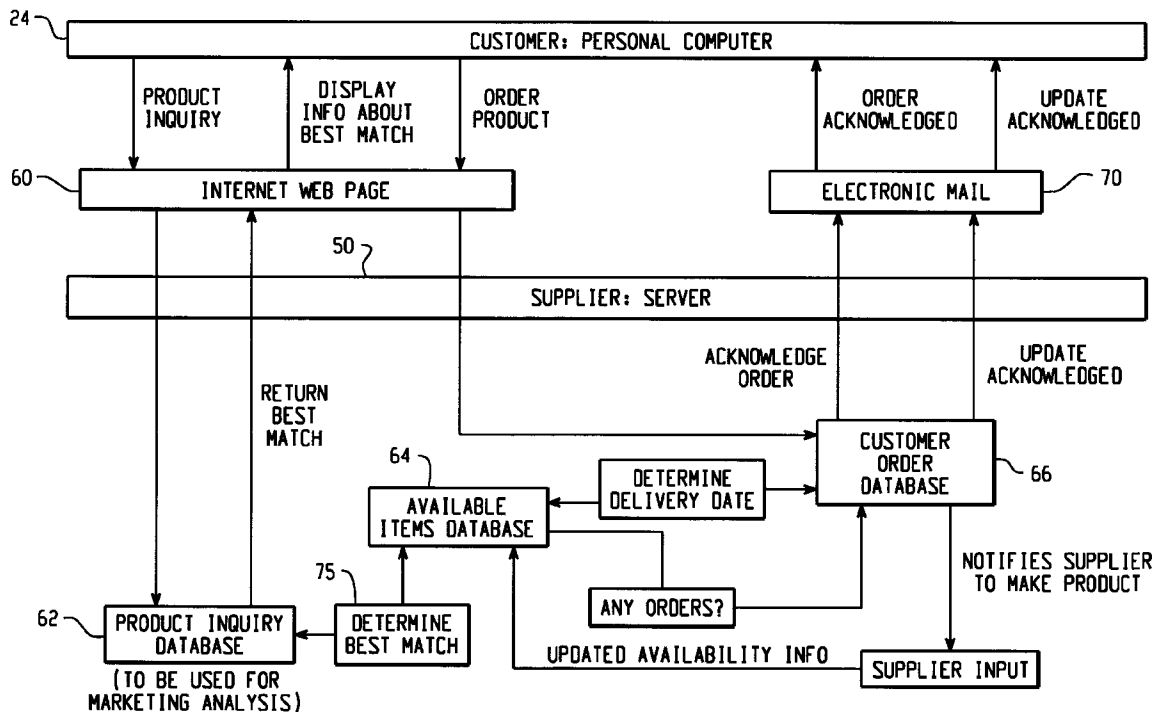 24
CUSTOMER: PERSONAL COMPUTER
PRODUCT
INQUIRY
DISPLAY
INFO ABOUT
BEST MATCH
ORDER
PRODUCT
ORDER
ACKNOWLEDGED
UPDATE
ACKNOWLEDGED
60
INTERNET WEB PAGE
ELECTRONIC MAIL
70
50
SUPPLIER: SERVER
RETURN
BEST
MATCH
ACKNOWLEDGE
ORDER
UPDATE
ACKNOWLEDGED
64
AVAILABLE
ITEMS DATABASE
DETERMINE
DELIVERY DATE
CUSTOMER
ORDER
DATABASE
66
NOTIFIES SUPPLIER
TO MAKE PRODUCT
75
ANY ORDERS?
62
PRODUCT INQUIRY
DATABASE
DETERMINE
BEST MATCH
(TO BE USED FOR
MARKETING ANALYSIS)
UPDATED AVAILABILITY INFO
SUPPLIER INPUT